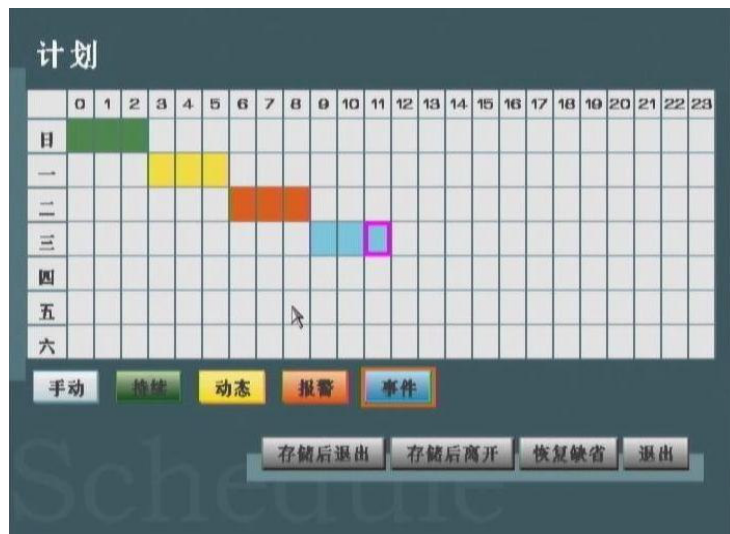 计划
0 1 2 3 4 5 6 7 8 9 10 11 12 13 14 15 16 17 18 19 20 21 22 23
日
一
二
三
四
五
六
手动 持续 动态 报警 事件
存储后退出 存储后离开 恢复缺省 退出
Schedule